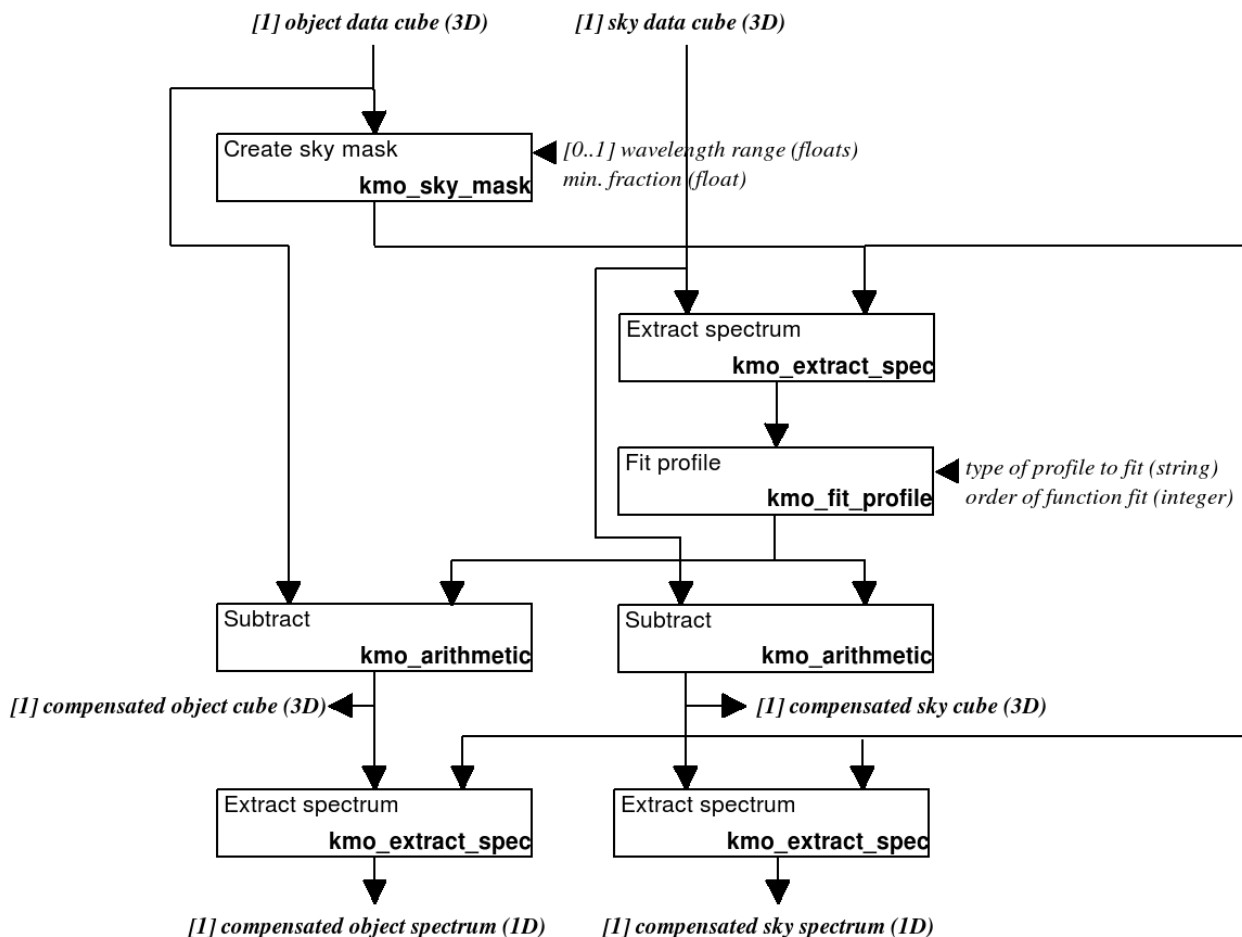 [1] object data cube (3D)
[1] sky data cube (3D)
Create sky mask
kmo_sky_mask
[0..1] wavelength range (floats)
min. fraction (float)
Extract spectrum
kmo_extract_spec
Fit profile
kmo_fit_profile
type of profile to fit (string)
order of function fit (integer)
Subtract
kmo_arithmetic
Subtract
kmo_arithmetic
[1] compensated object cube (3D)
[1] compensated sky cube (3D)
Extract spectrum
kmo_extract_spec
Extract spectrum
kmo_extract_spec
[1] compensated object spectrum (1D)
[1] compensated sky spectrum (1D)